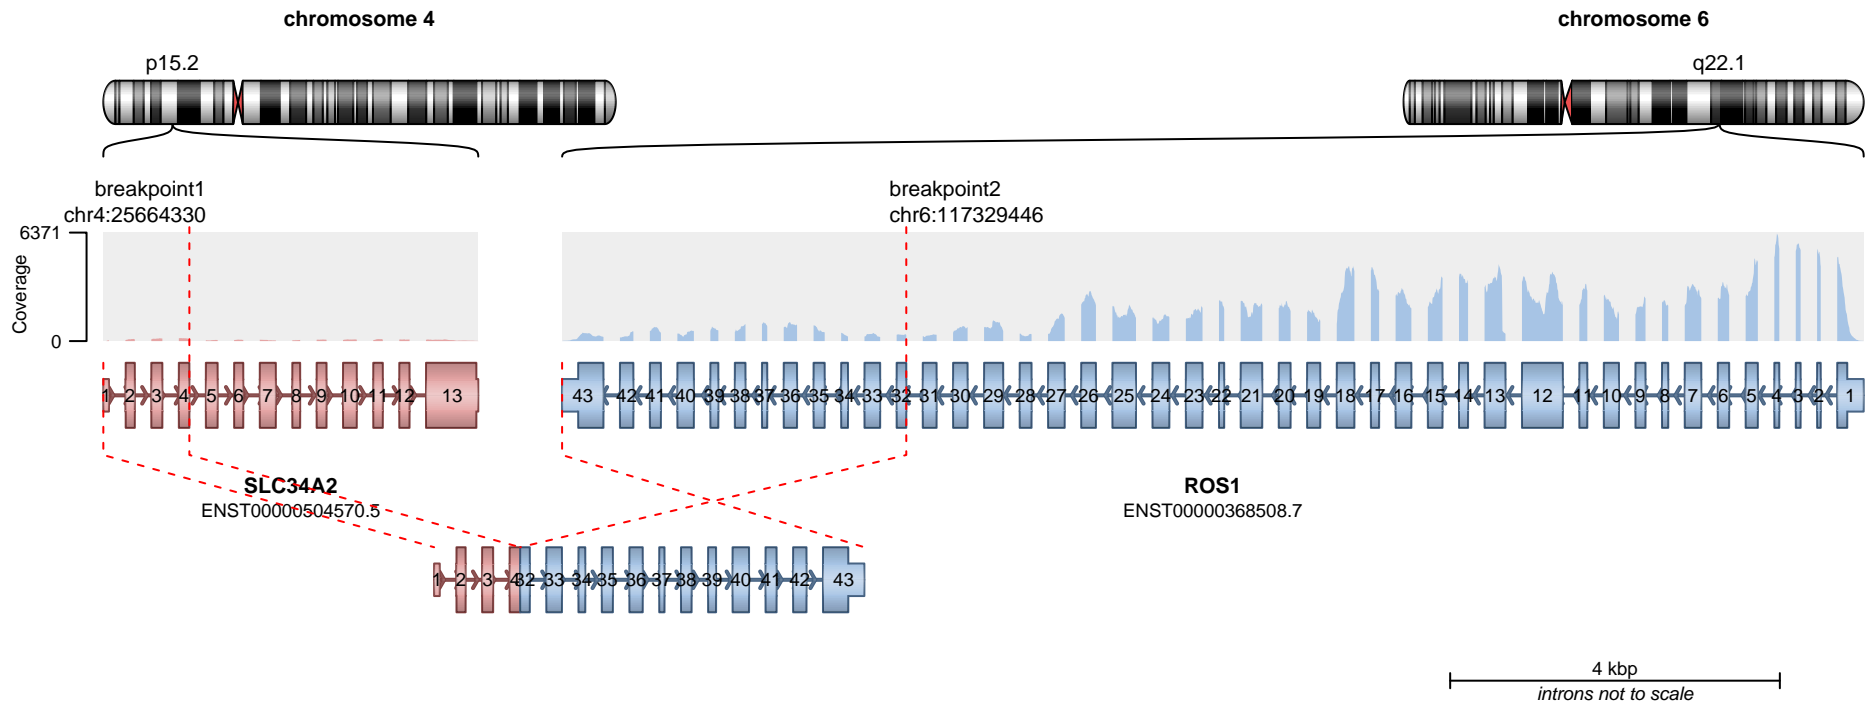 chromosome 4
chromosome 6
p15.2
q22.1
breakpoint1
chr4:25664330
breakpoint2
chr6:117329446
6371
Coverage
0
1 2 3 4 5 6 7 8 9 10 11 12 13
43 42 41 40 39 38 37 36 35 34 33 32 31 30 29 28 27 26 25 24 23 22 21 20 19 18 17 16 15 14 13 12 11 10 9 8 7 6 5 4 3 2 1
SLC34A2
ENST00000504570.5
ROS1
ENST00000368508.7
1 2 3 4 32 33 34 35 36 37 38 39 40 41 42 43
4 kbp
introns not to scale